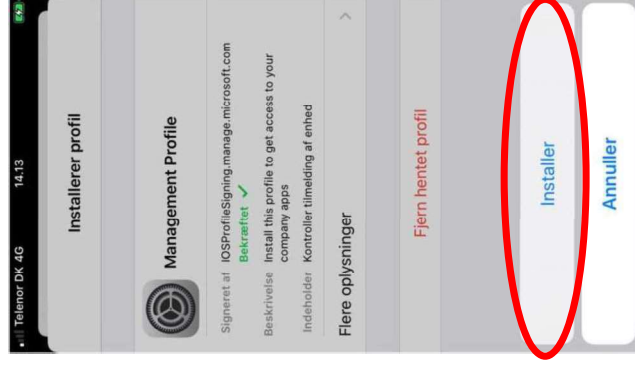 Telenor DK 4G 14.13
Installerer profil
Management Profile
Signeret af IOSProfileSigning.manage.microsoft.com
Bekræftet ✓
Beskrivelse Install this profile to get access to your
company apps
Indeholder Kontroller tilmelding af enhed
Flere oplysninger
Fjern hentet profil
Installer
Annuller